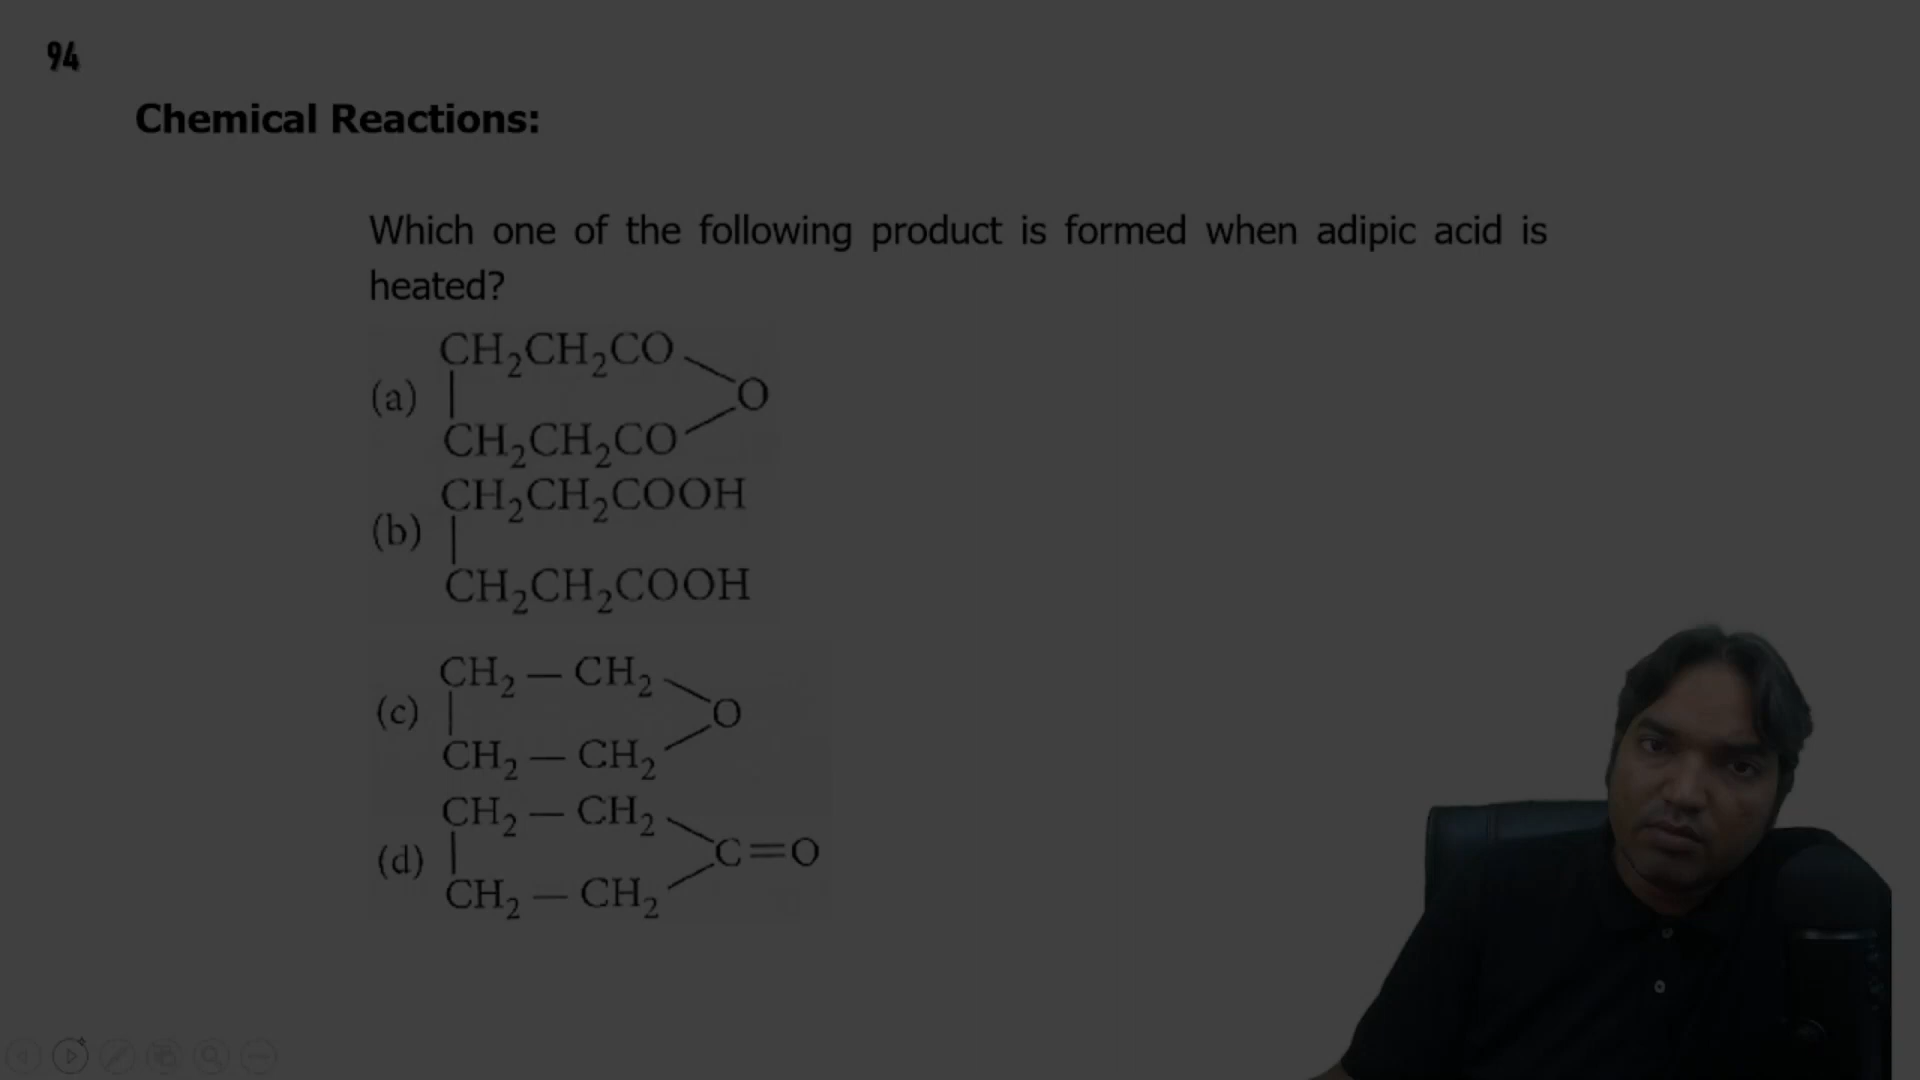 94
Chemical Reactions:
Which one of the following product is formed when adipic acid is
heated?
CH₂CH₂CO
(a) | O
CH₂CH₂CO
CH₂CH₂COOH
(b) |
CH₂CH₂COOH
CH₂ — CH₂
(c) | O
CH₂ — CH₂
CH₂ — CH₂
(d) | C=O
CH₂ — CH₂